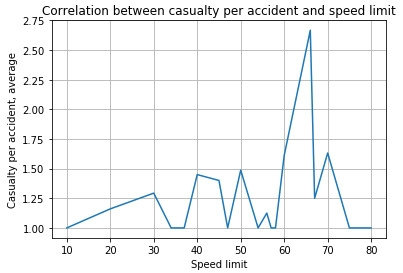 Correlation between casualty per accident and speed limit
2.75
2.50
2.25
2.00
1.75
1.50
1.25
1.00
Casualty per accident, average
10 20 30 40 50 60 70 80
Speed limit